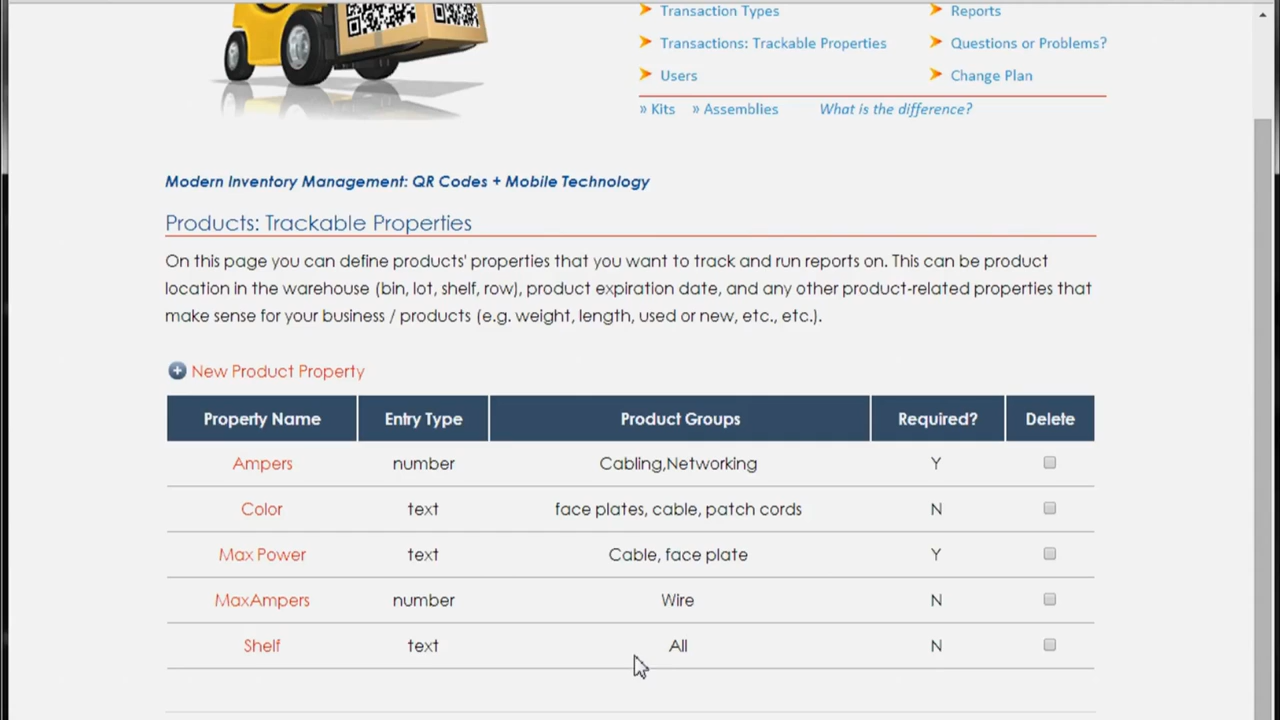 Transaction Types
Reports
Transactions: Trackable Properties
Questions or Problems?
Users
Change Plan
» Kits » Assemblies What is the difference?
Modern Inventory Management: QR Codes + Mobile Technology
Products: Trackable Properties
On this page you can define products' properties that you want to track and run reports on. This can be product
location in the warehouse (bin, lot, shelf, row), product expiration date, and any other product-related properties that
make sense for your business / products (e.g. weight, length, used or new, etc., etc.).
New Product Property
Property Name Entry Type Product Groups Required? Delete
Ampers number Cabling,Networking Y
Color text face plates, cable, patch cords N
Max Power text Cable, face plate Y
MaxAmpers number Wire N
Shelf text All N